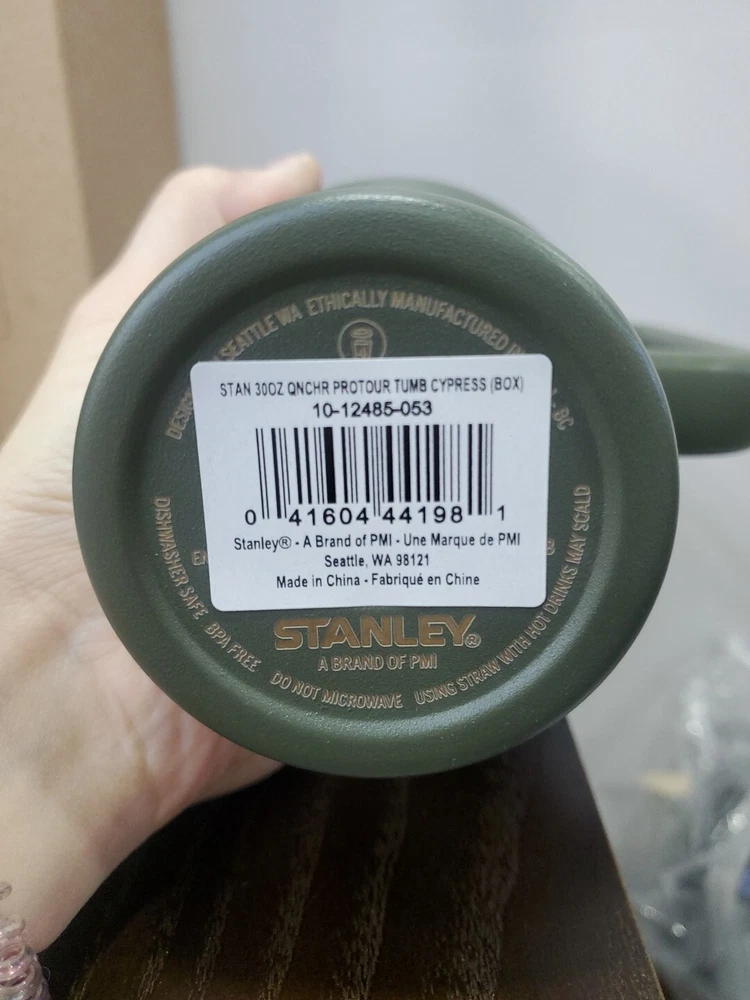 SEATTLE WA ETHICALLY MANUFACTURED
STAN 30OZ QNCHR PROTOUR TUMB CYPRESS (BOX)
10-12485-053
0 41604 44198 1
Stanley® - A Brand of PMI - Une Marque de PMI
Seattle, WA 98121
Made in China - Fabriqué en Chine
STANLEY®
A BRAND OF PMI
DISHWASHER SAFE BPA FREE DO NOT MICROWAVE USING STRAW WITH HOT DRINKS MAY SCALD